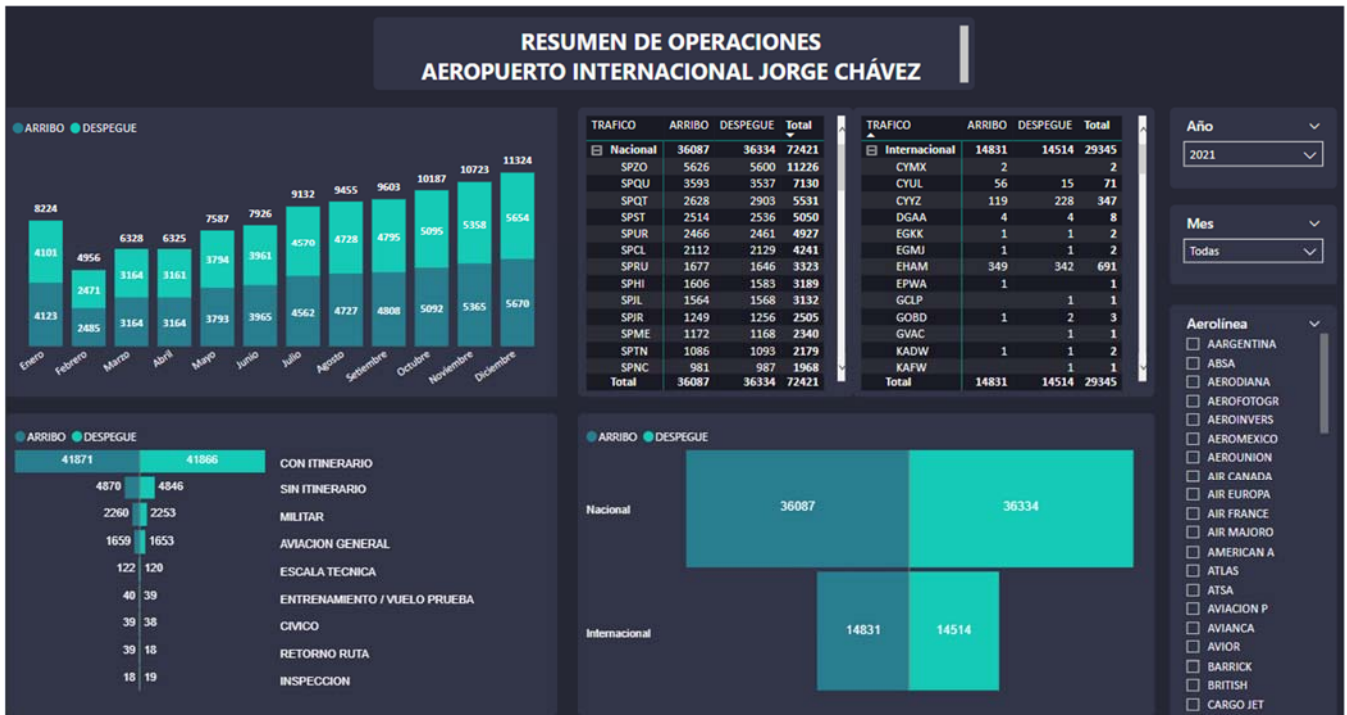 RESUMEN DE OPERACIONES
AEROPUERTO INTERNACIONAL JORGE CHÁVEZ
ARRIBO DESPEGUE
8224 4956 6328 6325 7587 7926 9132 9455 9603 10187 10723 11324
4101 2471 3164 3161 3794 3961 4570 4728 4795 5095 5358 5654
4123 2485 3164 3164 3793 3965 4562 4727 4808 5092 5365 5670
Enero Febrero Marzo Abril Mayo Junio Julio Agosto Setiembre Octubre Noviembre Diciembre
TRAFICO ARRIBO DESPEGUE Total
Nacional 36087 36334 72421
SPZO 5626 5600 11226
SPQU 3593 3537 7130
SPQT 2628 2903 5531
SPST 2514 2536 5050
SPUR 2466 2461 4927
SPCL 2112 2129 4241
SPRU 1677 1646 3323
SPHI 1606 1583 3189
SPJL 1564 1568 3132
SPJR 1249 1256 2505
SPME 1172 1168 2340
SPTN 1086 1093 2179
SPNC 981 987 1968
Total 36087 36334 72421
TRAFICO ARRIBO DESPEGUE Total
Internacional 14831 14514 29345
CYMX 2 2
CYUL 56 15 71
CYYZ 119 228 347
DGAA 4 4 8
EGKK 1 1 2
EGMJ 1 1 2
EHAM 349 342 691
EPWA 1 1
GCLP 1 1
GOBD 1 2 3
GVAC 1 1
KADW 1 1 2
KAFW 1 1
Total 14831 14514 29345
Año
2021
Mes
Todas
Aerolínea
AARGENTINA
ABSA
AERODIANA
AEROFOTOGR
AEROINVERS
AEROMEXICO
AEROUNION
AIR CANADA
AIR EUROPA
AIR FRANCE
AIR MAJORO
AMERICAN A
ATLAS
ATSA
AVIACION P
AVIANCA
AVIOR
BARRICK
BRITISH
CARGO JET
ARRIBO DESPEGUE
41871 41866 CON ITINERARIO
4870 4846 SIN ITINERARIO
2260 2253 MILITAR
1659 1653 AVIACION GENERAL
122 120 ESCALA TECNICA
40 39 ENTRENAMIENTO / VUELO PRUEBA
39 38 CIVICO
39 18 RETORNO RUTA
18 19 INSPECCION
ARRIBO DESPEGUE
Nacional 36087 36334
Internacional 14831 14514